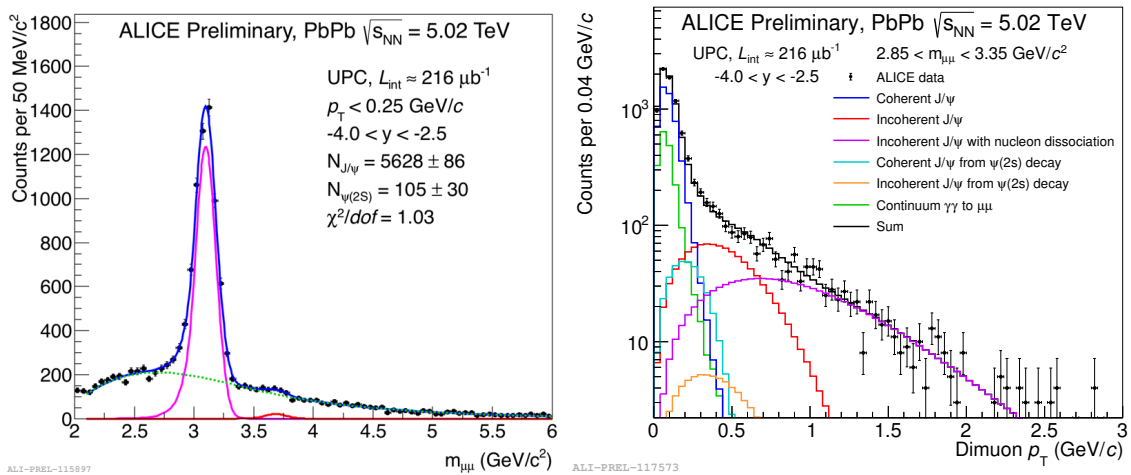 ALICE Preliminary, PbPb √sNN = 5.02 TeV
Counts per 50 MeV/c²
1800
1600
1400
1200
1000
800
600
400
200
0
UPC, Lint ≈ 216 μb⁻¹
pT < 0.25 GeV/c
-4.0 < y < -2.5
NJ/ψ = 5628 ± 86
Nψ(2S) = 105 ± 30
χ²/dof = 1.03
2 2.5 3 3.5 4 4.5 5 5.5 6
mμμ (GeV/c²)
ALI-PREL-115897
ALICE Preliminary, PbPb √sNN = 5.02 TeV
Counts per 0.04 GeV/c
10³
10²
10
UPC, Lint ≈ 216 μb⁻¹
-4.0 < y < -2.5
2.85 < mμμ < 3.35 GeV/c²
ALICE data
Coherent J/ψ
Incoherent J/ψ
Incoherent J/ψ with nucleon dissociation
Coherent J/ψ from ψ(2s) decay
Incoherent J/ψ from ψ(2s) decay
Continuum γγ to μμ
Sum
0 0.5 1 1.5 2 2.5 3
Dimuon pT (GeV/c)
ALI-PREL-117573